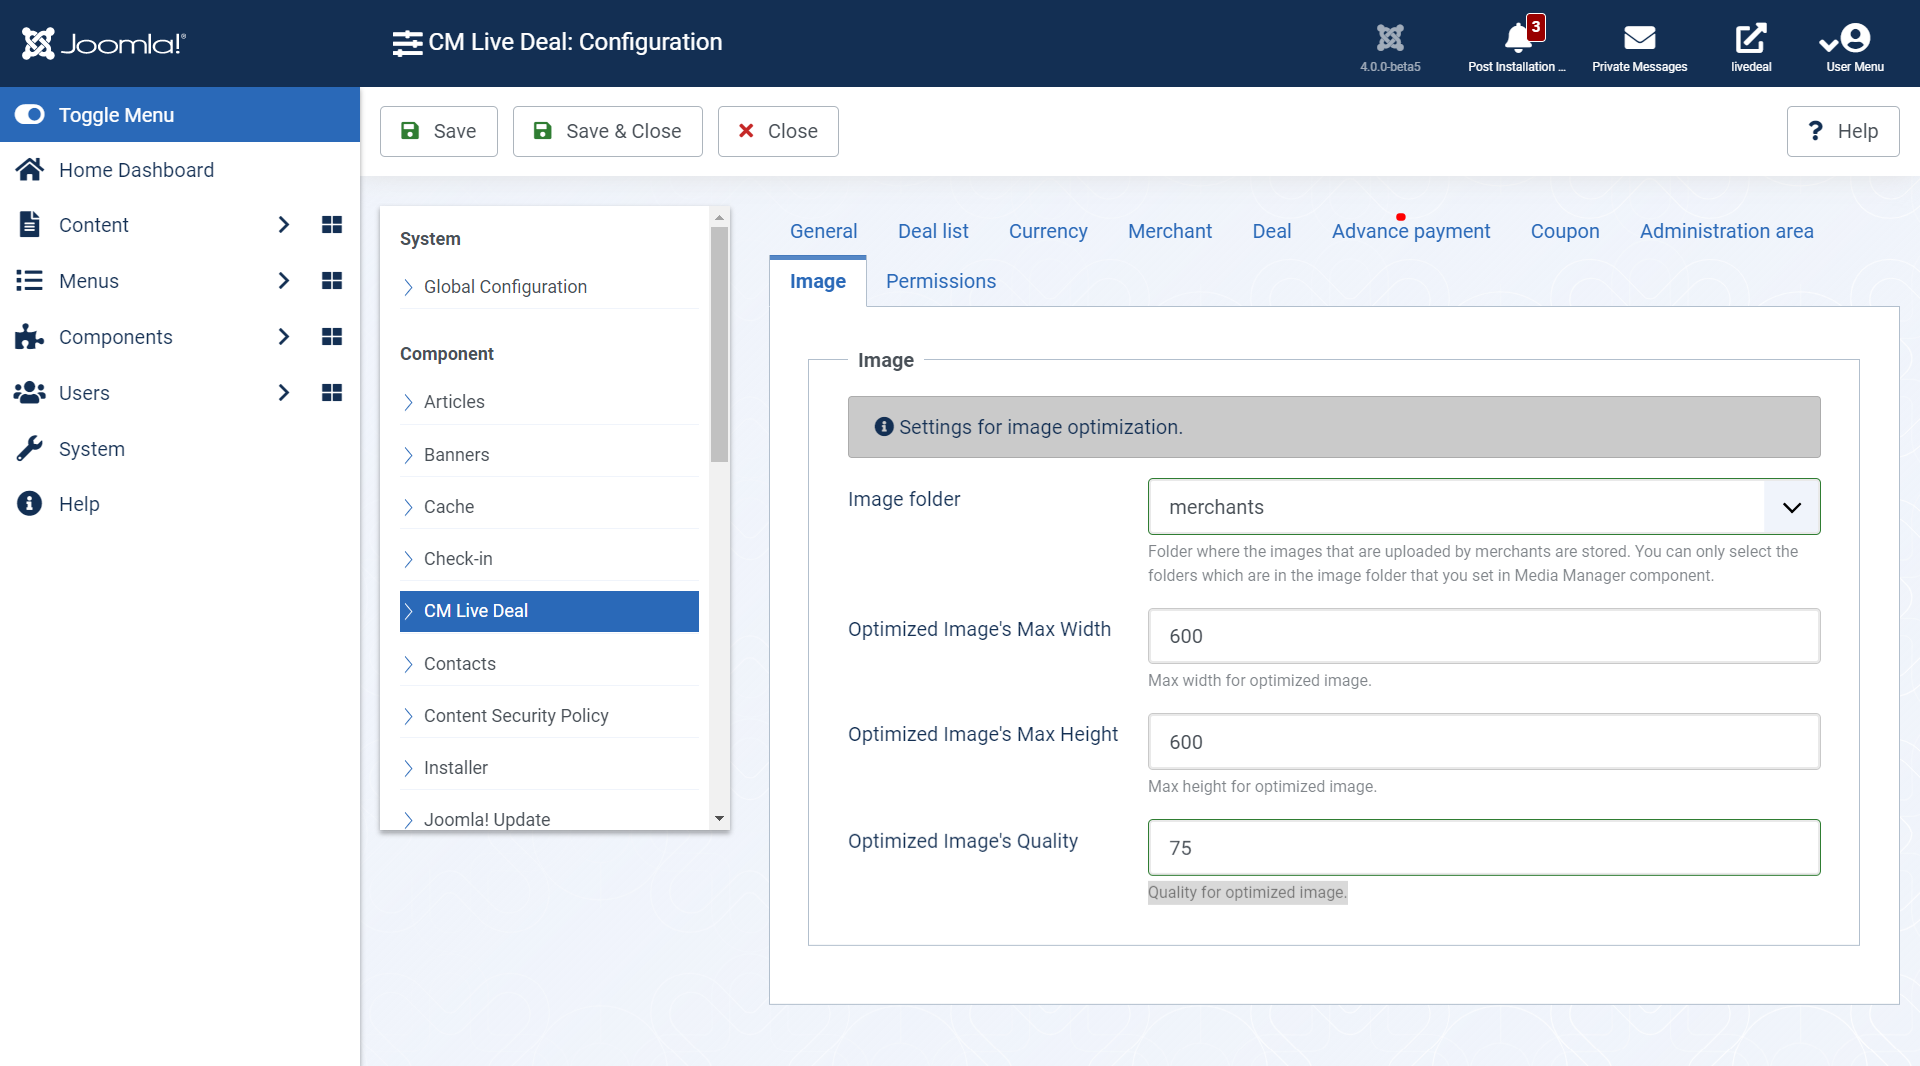 Joomla!®
CM Live Deal: Configuration
4.0.0-beta5
3
Post Installation ...
Private Messages
livedeal
User Menu
Toggle Menu
Home Dashboard
Content
Menus
Components
Users
System
Help
Save
Save & Close
Close
Help
System
Global Configuration
Component
Articles
Banners
Cache
Check-in
CM Live Deal
Contacts
Content Security Policy
Installer
Joomla! Update
General
Deal list
Currency
Merchant
Deal
Advance payment
Coupon
Administration area
Image
Permissions
Image
Settings for image optimization.
Image folder
merchants
Folder where the images that are uploaded by merchants are stored. You can only select the
folders which are in the image folder that you set in Media Manager component.
Optimized Image's Max Width
600
Max width for optimized image.
Optimized Image's Max Height
600
Max height for optimized image.
Optimized Image's Quality
75
Quality for optimized image.